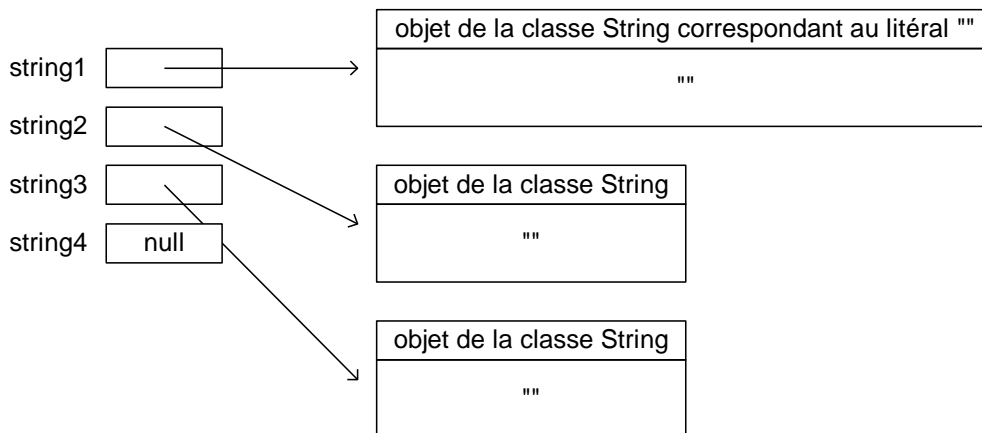 objet de la classe String correspondant au litéral ""
string1
""
string2
string3
objet de la classe String
string4
null
""
objet de la classe String
""